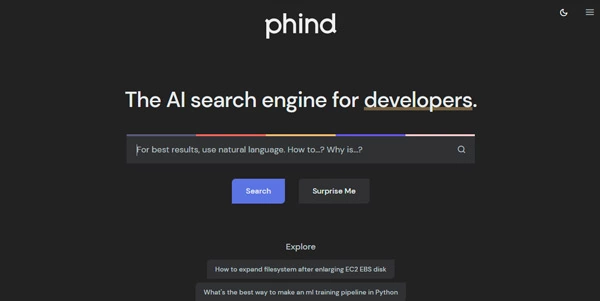 phind
The AI search engine for developers.
For best results, use natural language. How to...? Why is...?
Search
Surprise Me
Explore
How to expand filesystem after enlarging EC2 EBS disk
What's the best way to make an ml training pipeline in Python